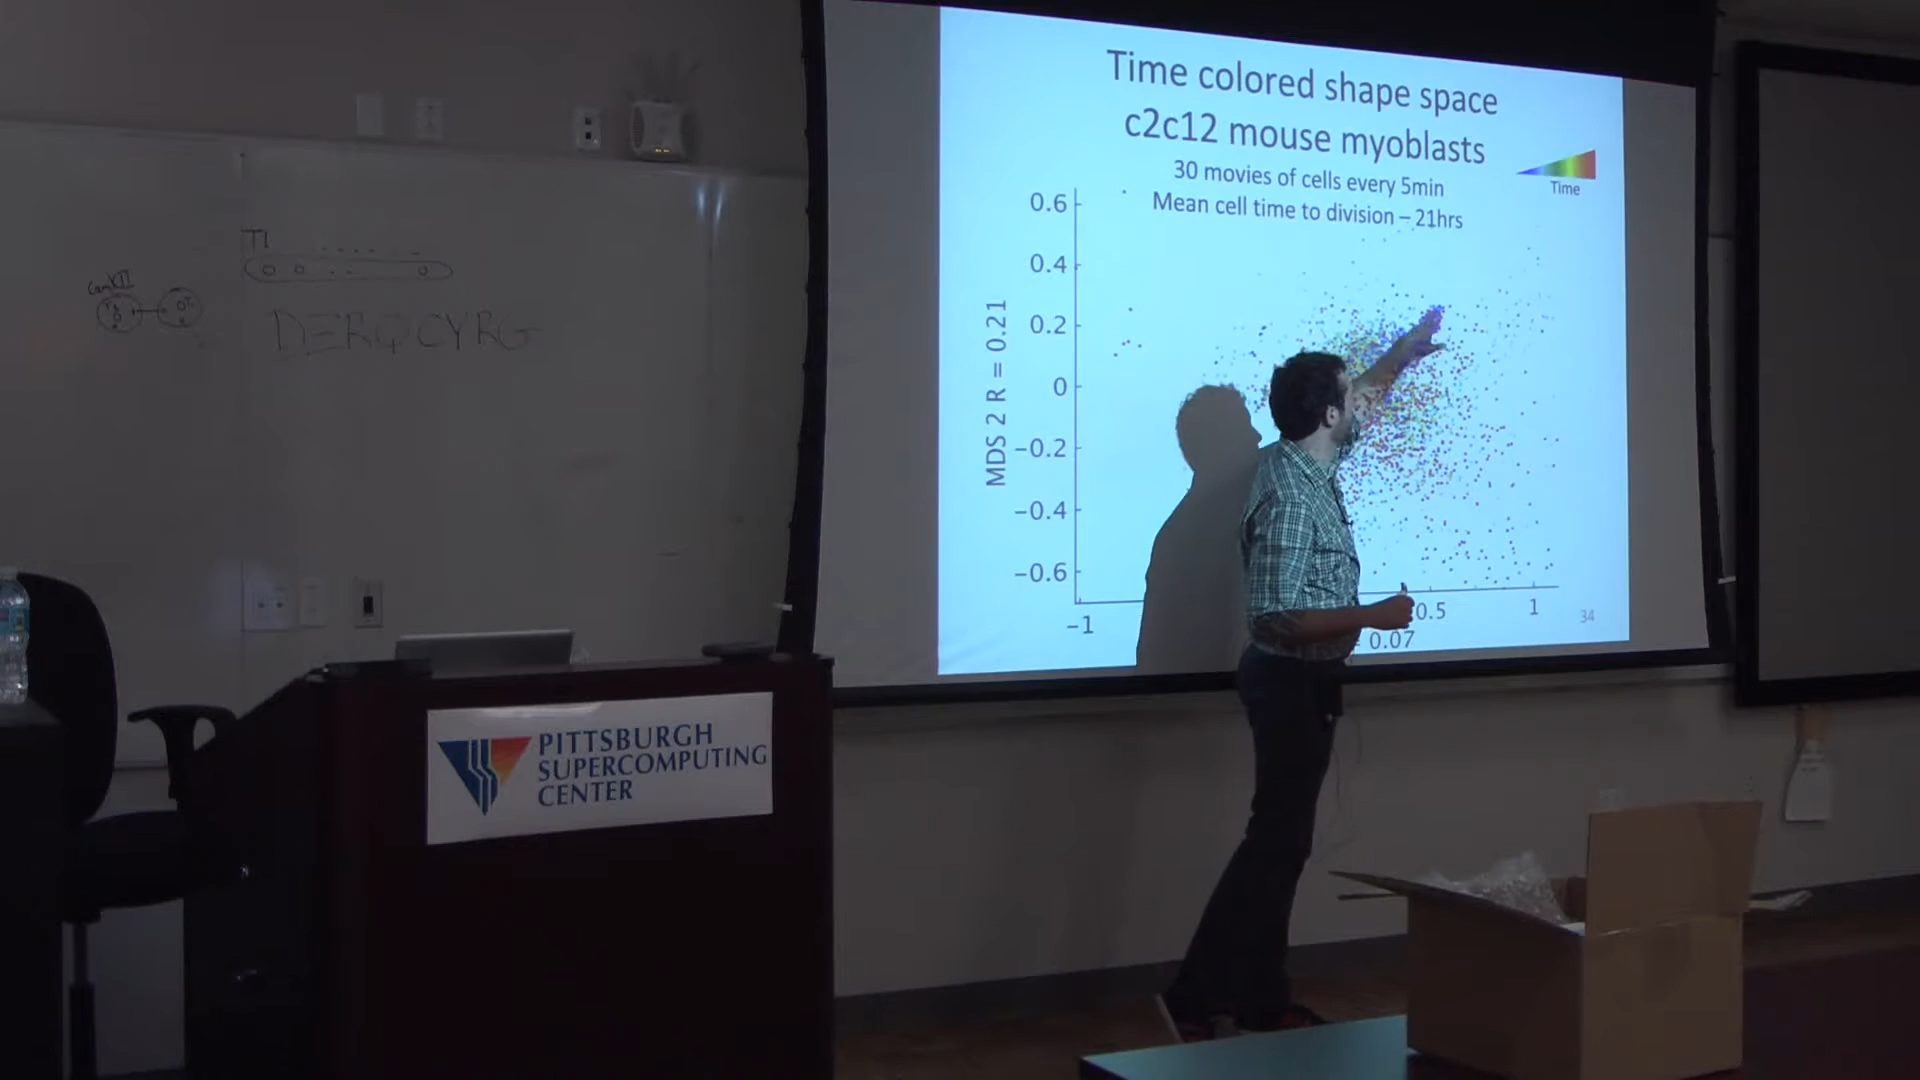 Time colored shape space
c2c12 mouse myoblasts
30 movies of cells every 5min
Mean cell time to division – 21hrs
Time
0.6
0.4
0.2
0
−0.2
−0.4
−0.6
MDS 2 R = 0.21
−1
0.5
1
0.07
34
T1
CamKII
PITTSBURGH
SUPERCOMPUTING
CENTER